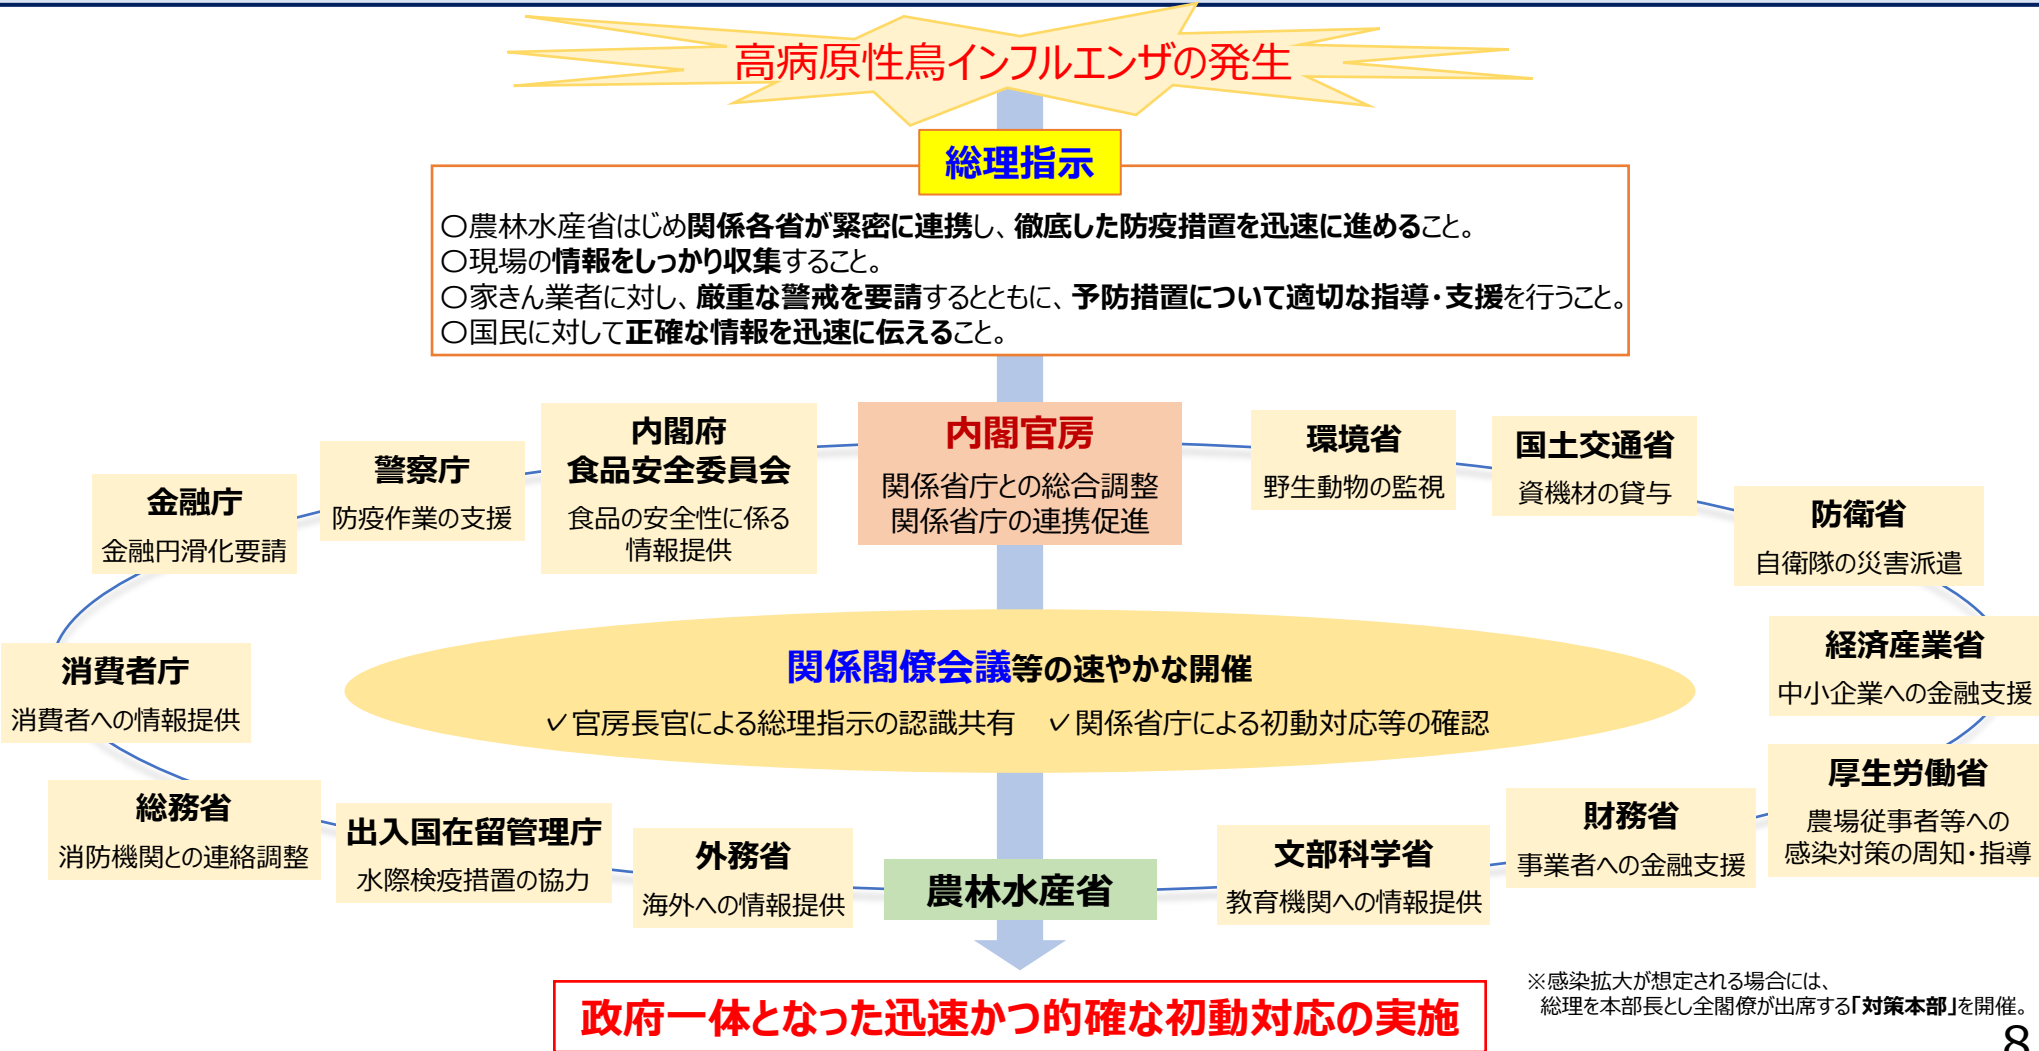 高病原性鳥インフルエンザの発生
総理指示
〇農林水産省はじめ関係各省が緊密に連携し、徹底した防疫措置を迅速に進めること。
〇現場の情報をしっかり収集すること。
〇家きん業者に対し、厳重な警戒を要請するとともに、予防措置について適切な指導・支援を行うこと。
〇国民に対して正確な情報を迅速に伝えること。
内閣官房
関係省庁との総合調整
関係省庁の連携促進
環境省
野生動物の監視
国土交通省
資機材の貸与
防衛省
自衛隊の災害派遣
経済産業省
中小企業への金融支援
厚生労働省
農場従事者等への
感染対策の周知・指導
財務省
事業者への金融支援
文部科学省
教育機関への情報提供
農林水産省
外務省
海外への情報提供
出入国在留管理庁
水際検疫措置の協力
総務省
消防機関との連絡調整
消費者庁
消費者への情報提供
金融庁
金融円滑化要請
警察庁
防疫作業の支援
内閣府
食品安全委員会
食品の安全性に係る
情報提供
関係閣僚会議等の速やかな開催
✓官房長官による総理指示の認識共有 ✓関係省庁による初動対応等の確認
政府一体となった迅速かつ的確な初動対応の実施
※感染拡大が想定される場合には、
総理を本部長とし全閣僚が出席する「対策本部」を開催。
8